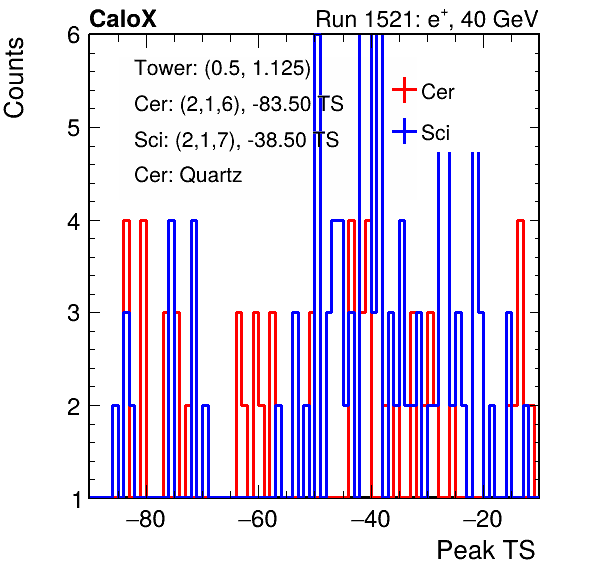 CaloX Run 1521: e⁺, 40 GeV
Counts
Tower: (0.5, 1.125)
Cer: (2,1,6), -83.50 TS
Sci: (2,1,7), -38.50 TS
Cer: Quartz
Cer
Sci
6
5
4
3
2
1
−80 −60 −40 −20
Peak TS